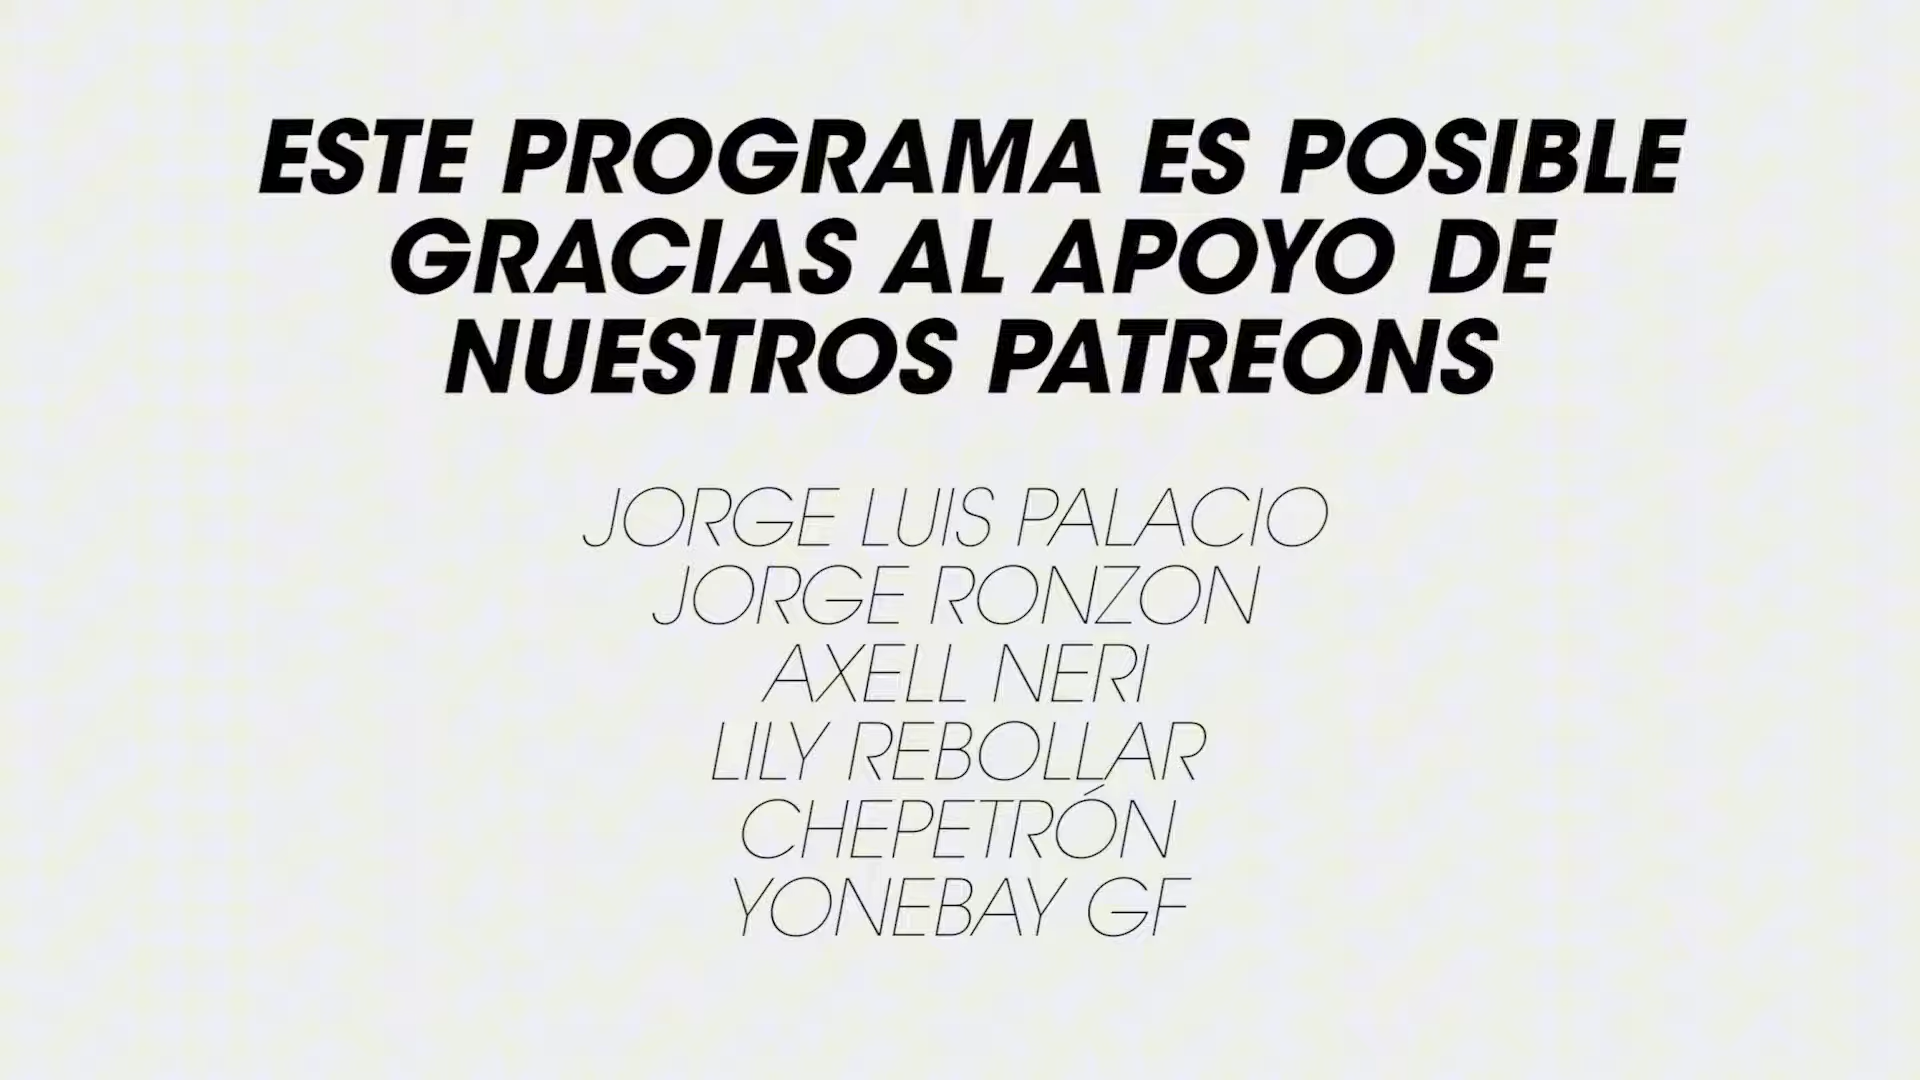 ESTE PROGRAMA ES POSIBLE
GRACIAS AL APOYO DE
NUESTROS PATREONS
JORGE LUIS PALACIO
JORGE RONZON
AXELL NERI
LILY REBOLLAR
CHEPETRÓN
YONEBAY GF